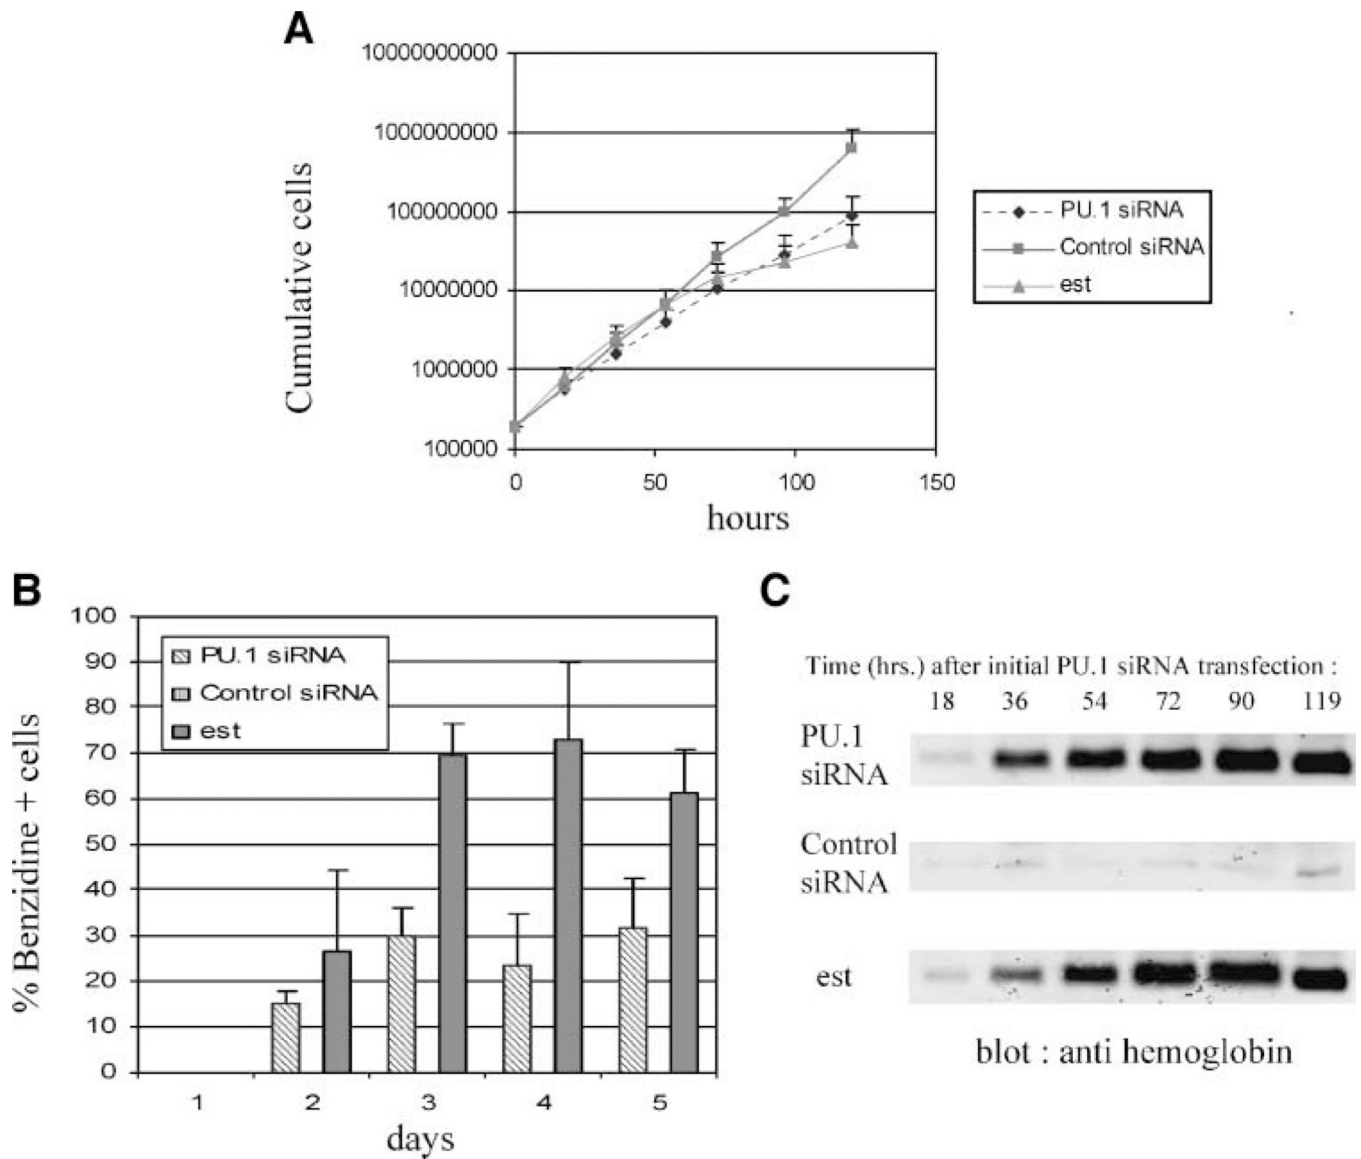 A
10000000000
1000000000
100000000
10000000
1000000
100000
Cumulative cells
0 50 100 150
hours
PU.1 siRNA
Control siRNA
est
B
100
90
80
70
60
50
40
30
20
10
0
% Benzidine + cells
PU.1 siRNA
Control siRNA
est
1 2 3 4 5
days
C
Time (hrs.) after initial PU.1 siRNA transfection :
18 36 54 72 90 119
PU.1
siRNA
Control
siRNA
est
blot : anti hemoglobin